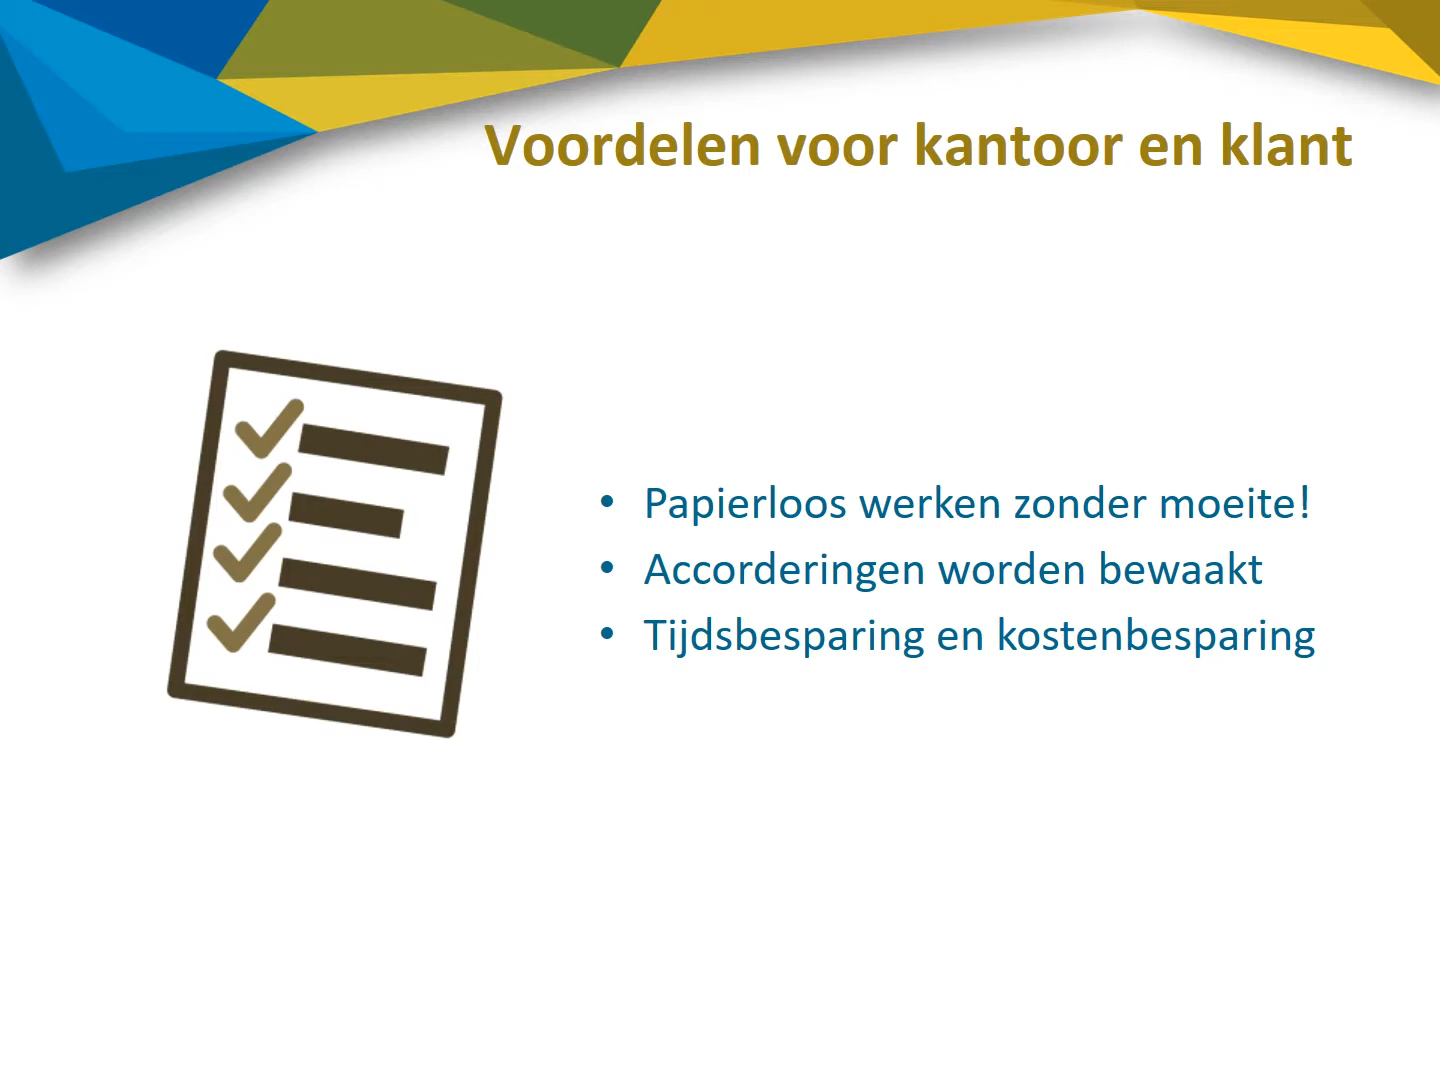 Voordelen voor kantoor en klant
• Papierloos werken zonder moeite!
• Accorderingen worden bewaakt
• Tijdsbesparing en kostenbesparing